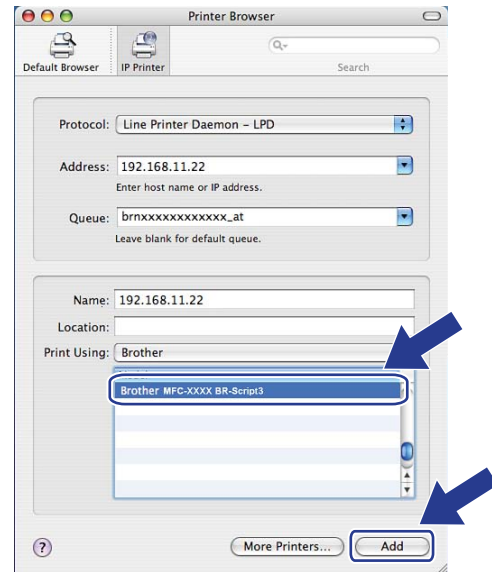 Printer Browser
Default Browser
IP Printer
Q-
Search
Protocol: Line Printer Daemon – LPD
Address: 192.168.11.22
Enter host name or IP address.
Queue: brnxxxxxxxxxxxx_at
Leave blank for default queue.
Name: 192.168.11.22
Location:
Print Using: Brother
Brother MFC-XXXX BR-Script3
? More Printers... Add